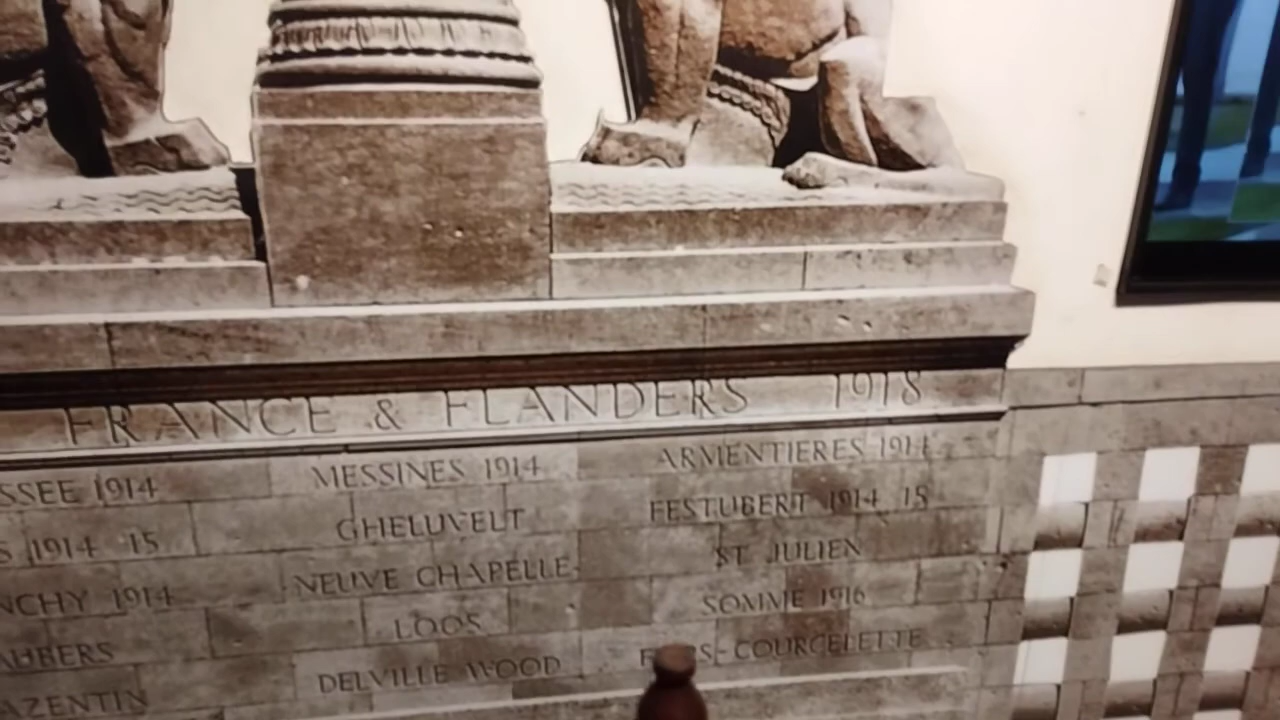 FRANCE & FLANDERS 1918
SSEE 1914 MESSINES 1914 ARMENTIERES 1914
S 1914 15 GHELUVELT FESTUBERT 1914 15
NCHY 1914 NEUVE CHAPELLE ST. JULIEN
AUBERS LOOS SOMME 1916
AZENTIN DELVILLE WOOD F RS-COURCELETTE